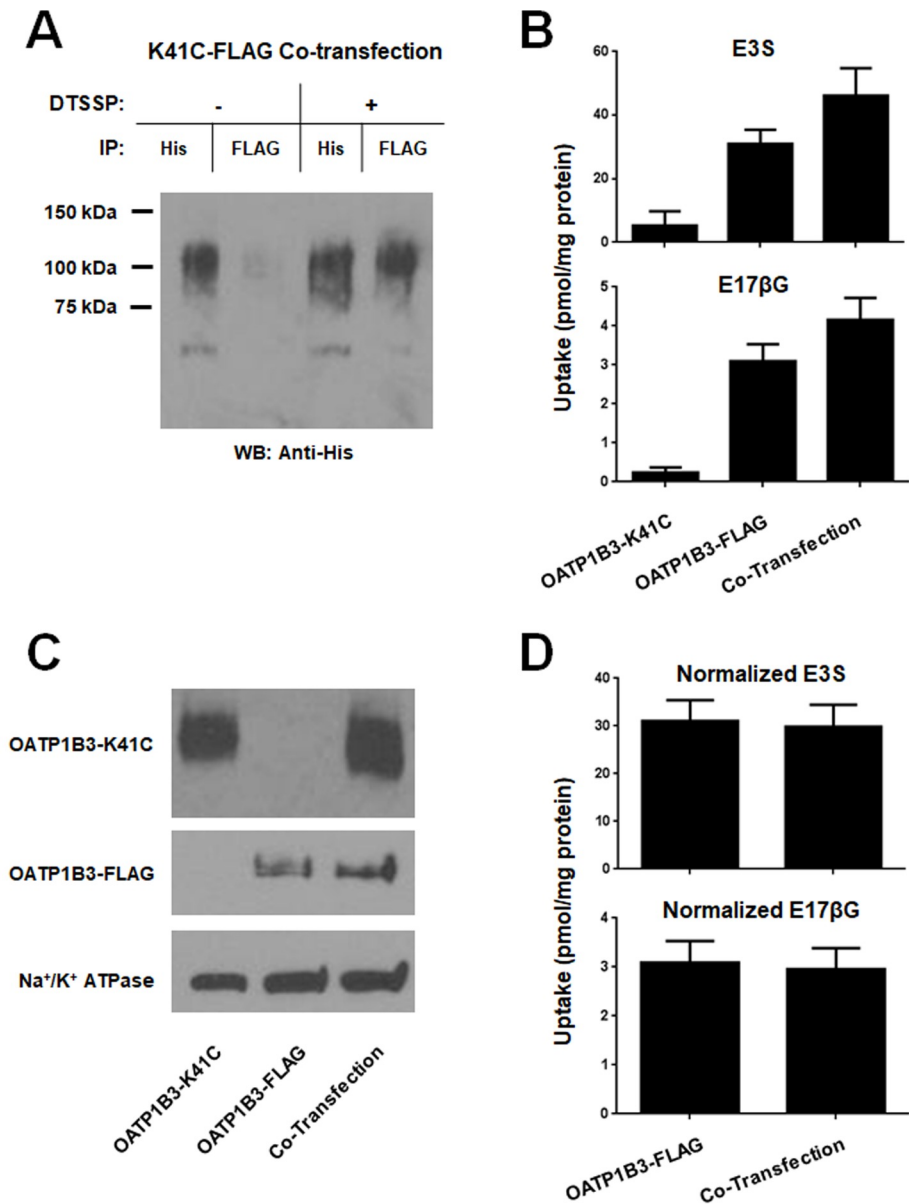 A
K41C-FLAG Co-transfection
DTSSP: - +
IP: His FLAG His FLAG
150 kDa
100 kDa
75 kDa
WB: Anti-His
B
E3S
60
40
20
0
E17βG
5
4
3
2
1
0
Uptake (pmol/mg protein)
OATP1B3-K41C
OATP1B3-FLAG
Co-Transfection
C
OATP1B3-K41C
OATP1B3-FLAG
Na⁺/K⁺ ATPase
OATP1B3-K41C
OATP1B3-FLAG
Co-Transfection
D
Normalized E3S
40
30
20
10
0
Normalized E17βG
4
3
2
1
0
Uptake (pmol/mg protein)
OATP1B3-FLAG
Co-Transfection